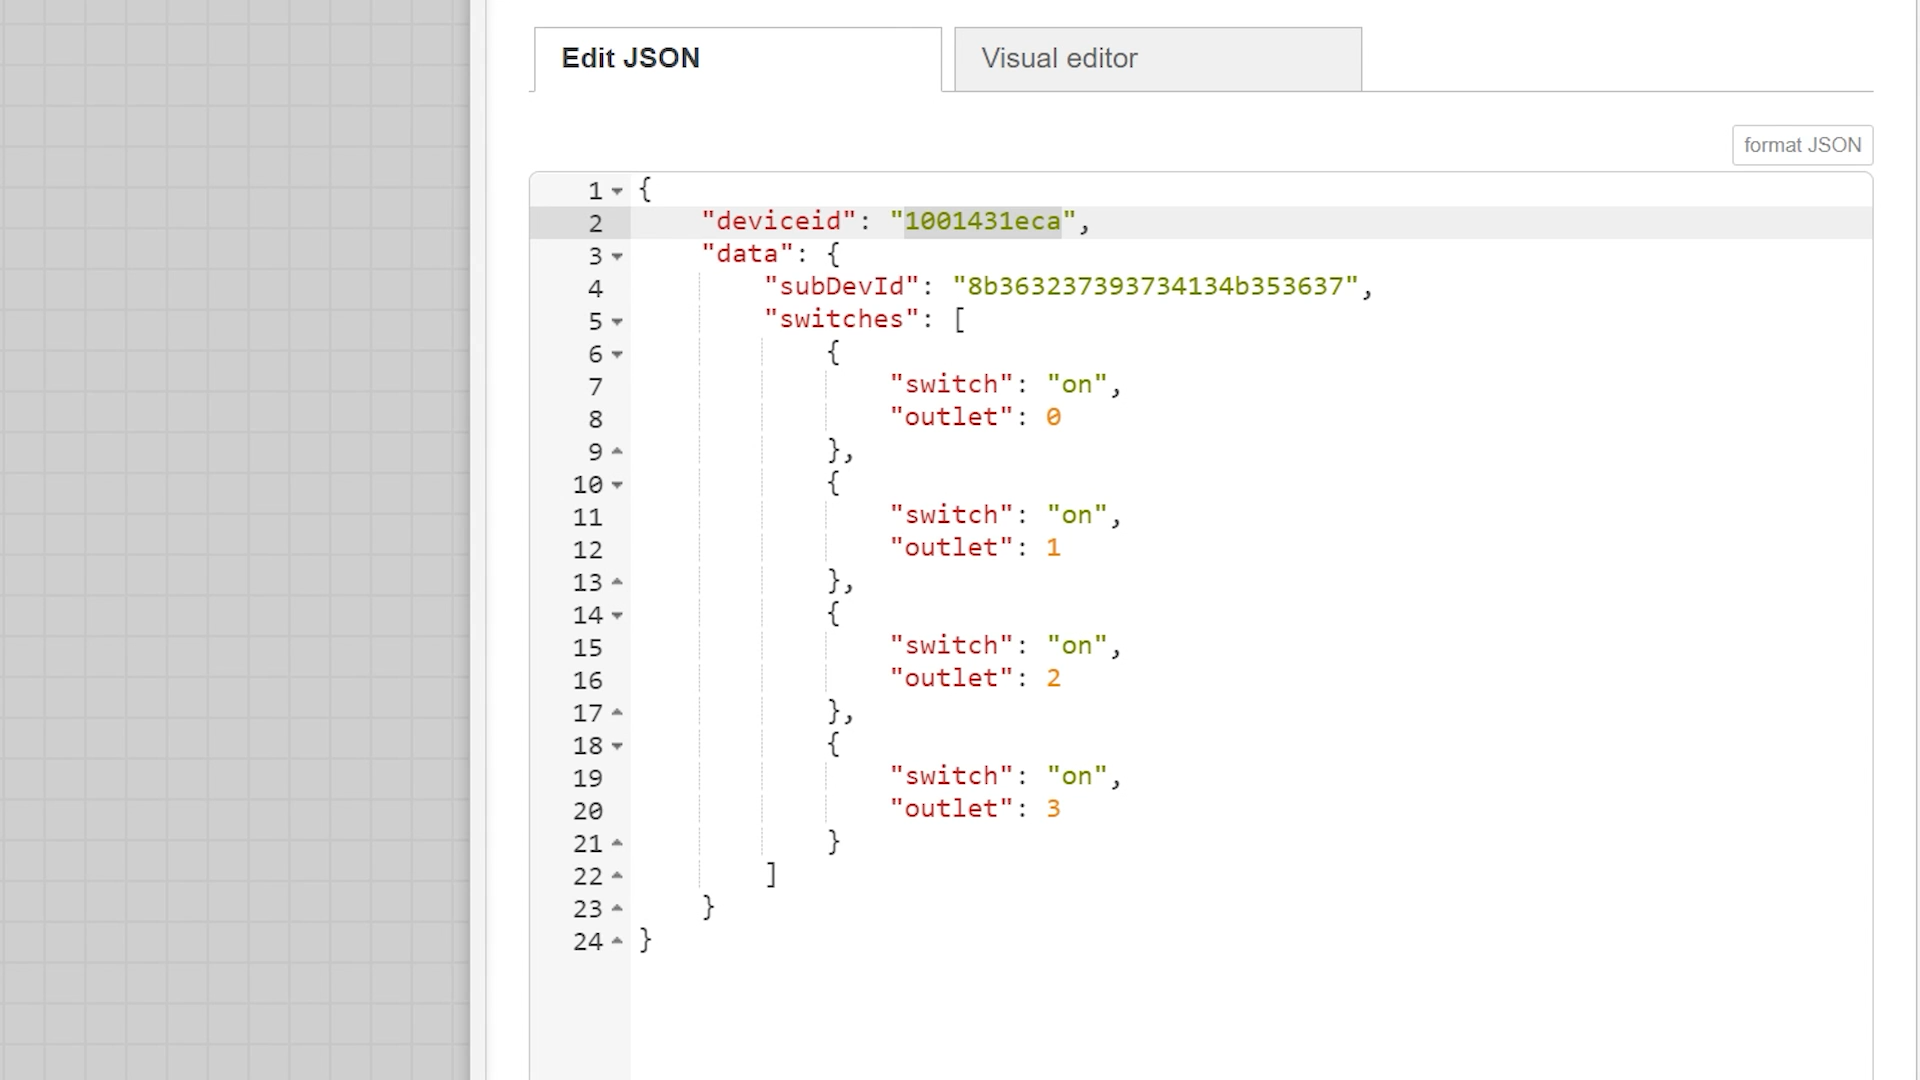 Edit JSON
Visual editor
format JSON
1 {
2 "deviceid": "1001431eca",
3 "data": {
4 "subDevId": "8b363237393734134b353637",
5 "switches": [
6 {
7 "switch": "on",
8 "outlet": 0
9 },
10 {
11 "switch": "on",
12 "outlet": 1
13 },
14 {
15 "switch": "on",
16 "outlet": 2
17 },
18 {
19 "switch": "on",
20 "outlet": 3
21 }
22 ]
23 }
24 }